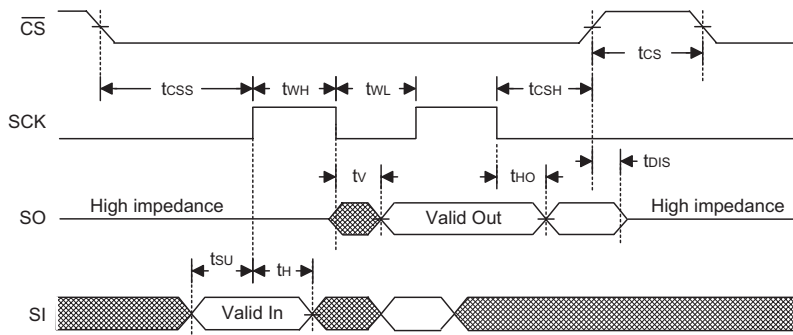 CS
tCS
tCSS tWH tWL tCSH
SCK
tV tHO tDIS
High impedance Valid Out High impedance
SO
tSU tH
SI Valid In